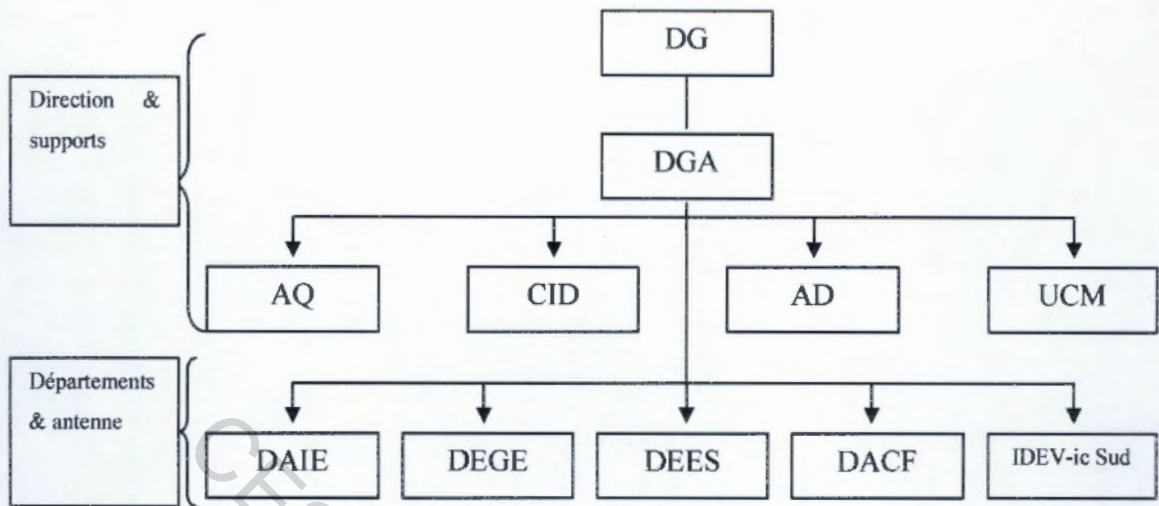 DG
Direction &
supports
DGA
AQ CID AD UCM
Départements
& antenne
DAIE DEGE DEES DACF IDEV-ic Sud